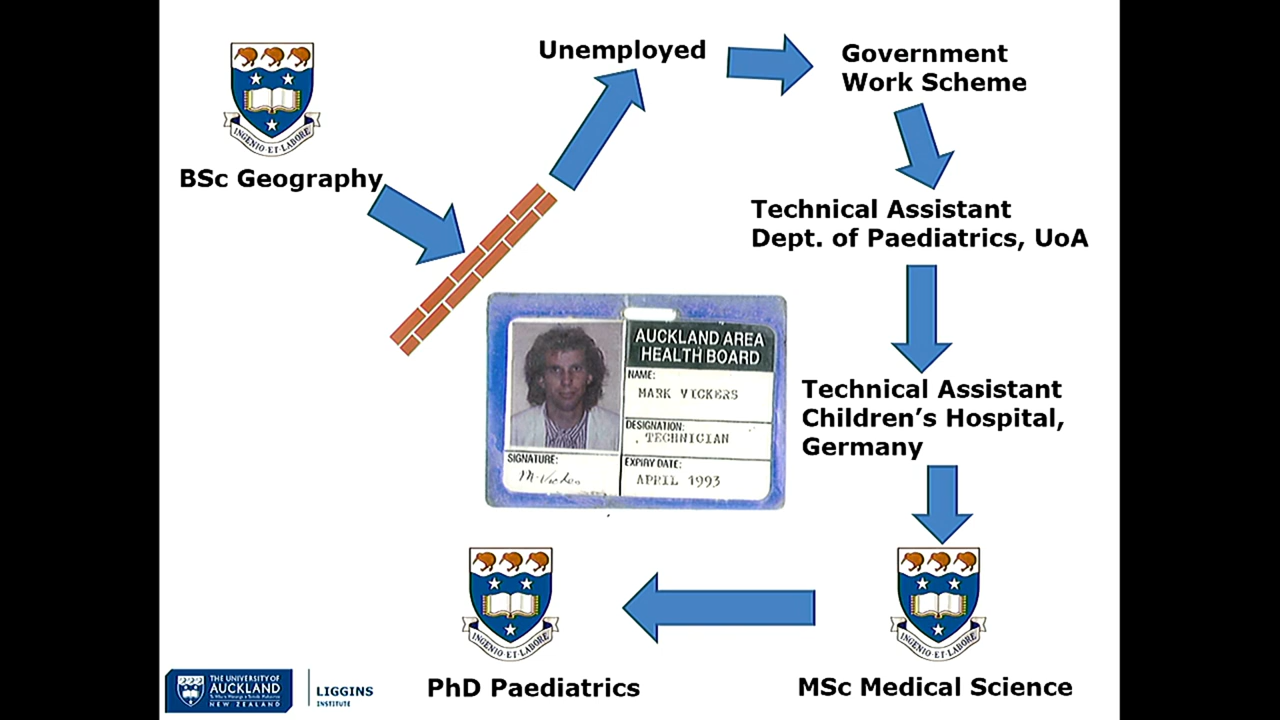 INGENIO·ET·LABORE
BSc Geography
Unemployed
Government
Work Scheme
Technical Assistant
Dept. of Paediatrics, UoA
Technical Assistant
Children’s Hospital,
Germany
AUCKLAND AREA
HEALTH BOARD
NAME:
MARK VICKERS
DESIGNATION:
TECHNICIAN
SIGNATURE:
EXPIRY DATE:
APRIL 1993
INGENIO·ET·LABORE
MSc Medical Science
INGENIO·ET·LABORE
PhD Paediatrics
THE UNIVERSITY OF
AUCKLAND
NEW ZEALAND
LIGGINS
INSTITUTE